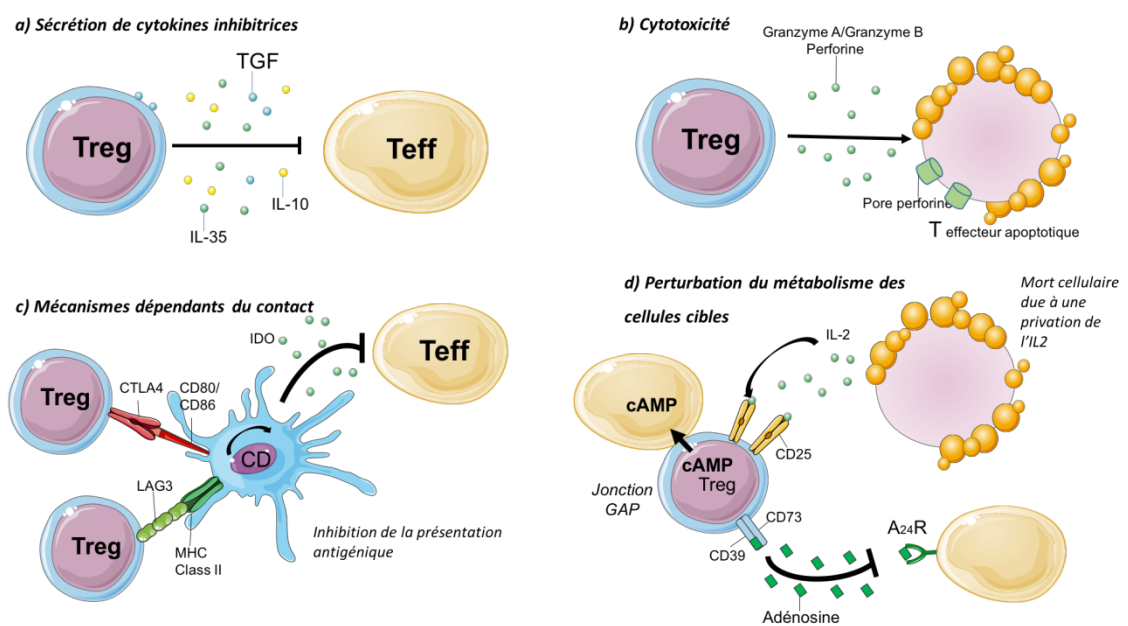 a) Sécrétion de cytokines inhibitrices
TGF
Treg
Teff
IL-10
IL-35
b) Cytotoxicité
Granzyme A/Granzyme B
Perforine
Treg
Pore perforine
T effecteur apoptotique
c) Mécanismes dépendants du contact
IDO
Teff
Treg
CTLA4
CD80/
CD86
CD
LAG3
Treg
MHC
Class II
Inhibition de la présentation
antigénique
d) Perturbation du métabolisme des
cellules cibles
Mort cellulaire
due à une
privation de
l'IL2
IL-2
cAMP
CD25
cAMP
Treg
Jonction
GAP
CD73
CD39
A24R
Adénosine